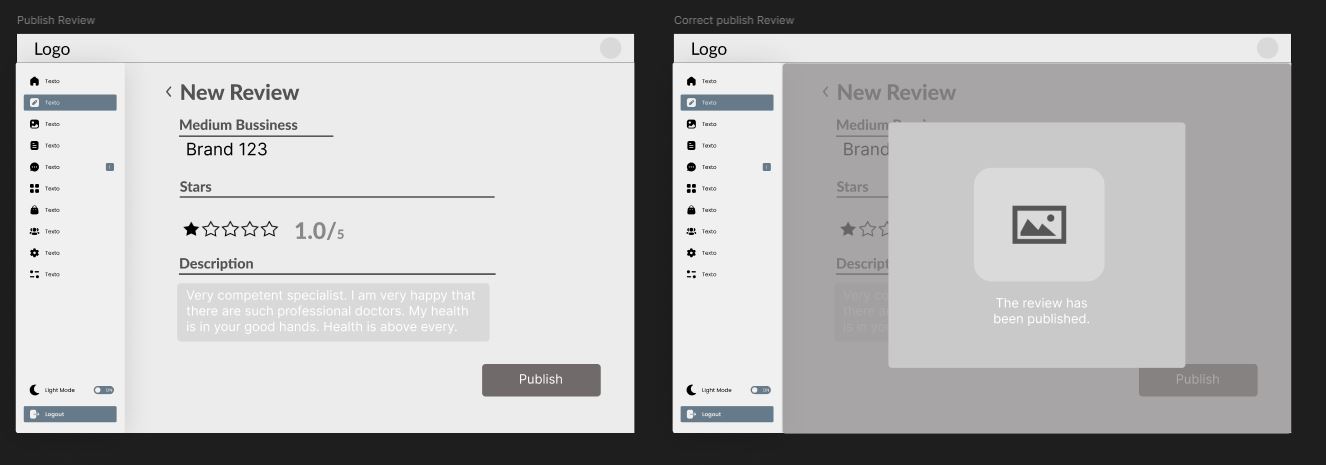 Publish Review
Logo
Texto
Texto
Texto
Texto
Texto
Texto
Texto
Texto
Texto
Texto
Light Mode
ON
Logout
New Review
Medium Bussiness
Brand 123
Stars
1.0/5
Description
Very competent specialist. I am very happy that
there are such professional doctors. My health
is in your good hands. Health is above every.
Publish
Correct publish Review
Logo
Texto
Texto
Texto
Texto
Texto
Texto
Texto
Texto
Texto
Texto
Light Mode
ON
Logout
New Review
Medium
Brand
Stars
Descript
Very co
there ar
is in you
The review has
been published.
Publish